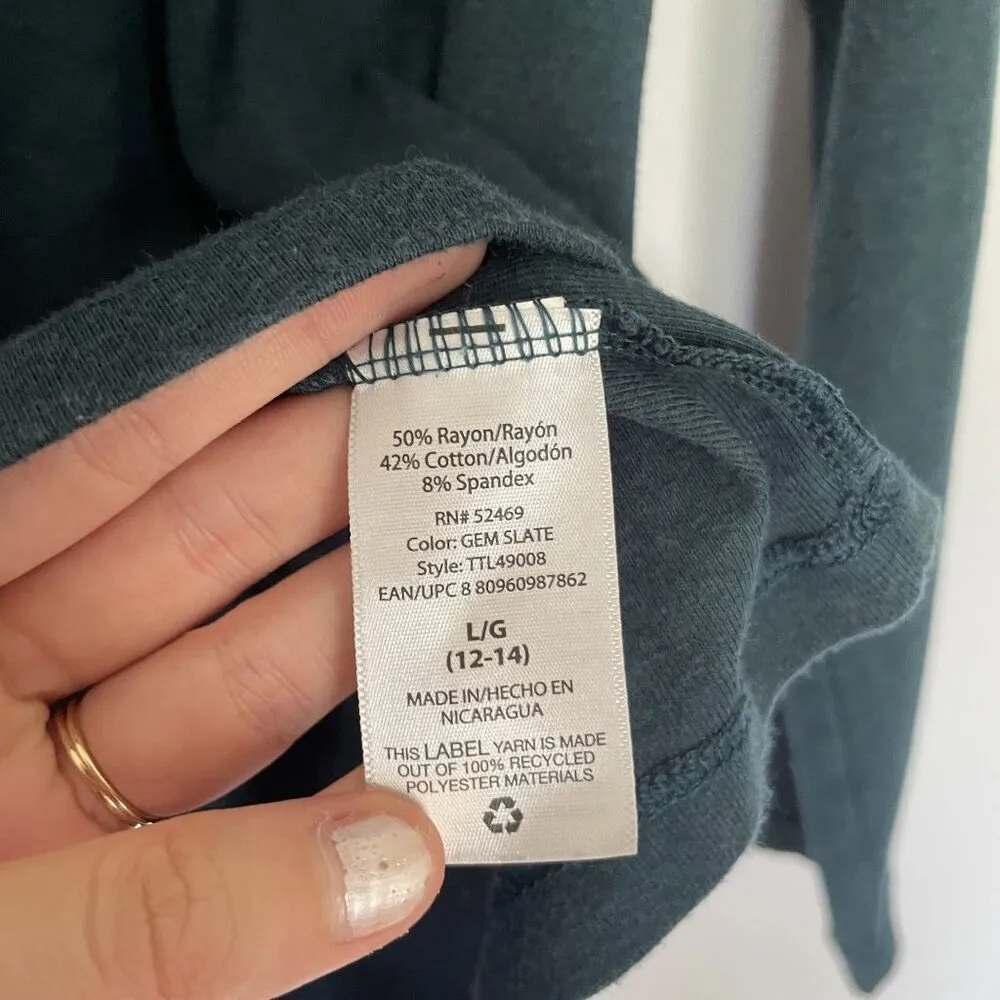 50% Rayon/Rayón
42% Cotton/Algodón
8% Spandex
RN# 52469
Color: GEM SLATE
Style: TTL49008
EAN/UPC 8 80960987862
L/G
(12-14)
MADE IN/HECHO EN
NICARAGUA
THIS LABEL YARN IS MADE
OUT OF 100% RECYCLED
POLYESTER MATERIALS